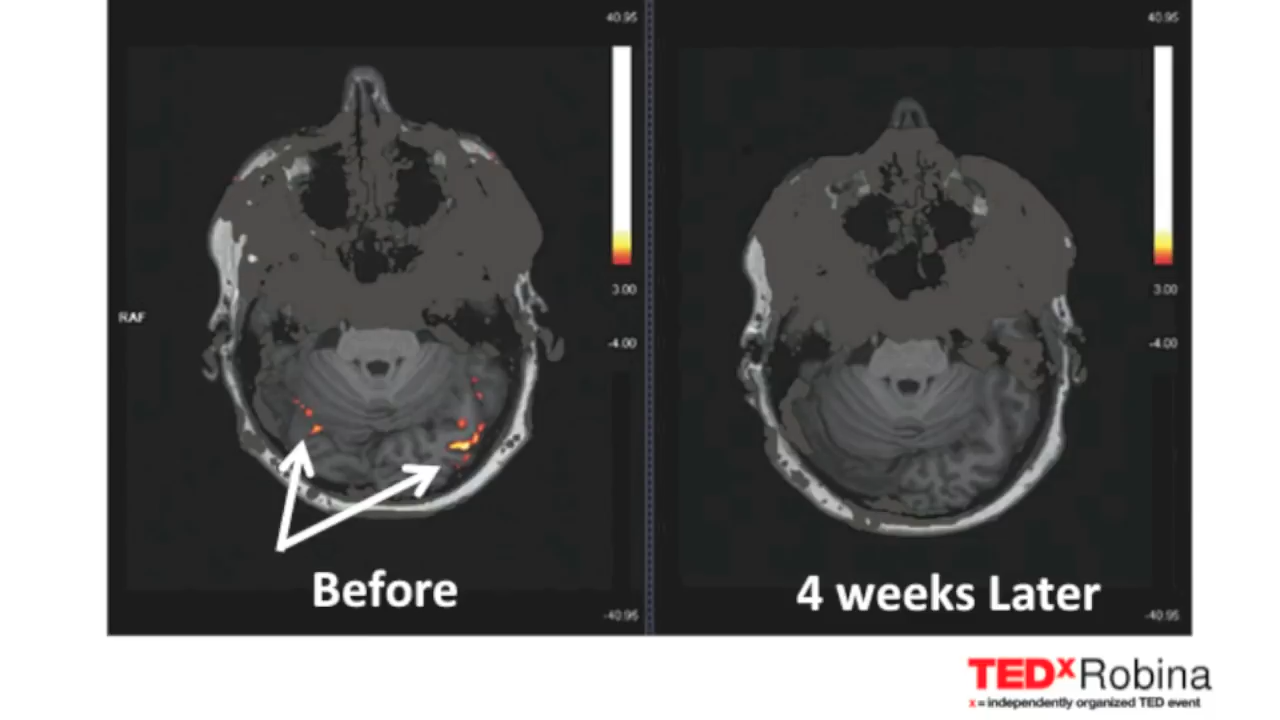 40.95
40.95
RAF
3.00
3.00
-4.00
-4.00
Before
4 weeks Later
-40.95
-40.95
TEDxRobina
x = independently organized TED event